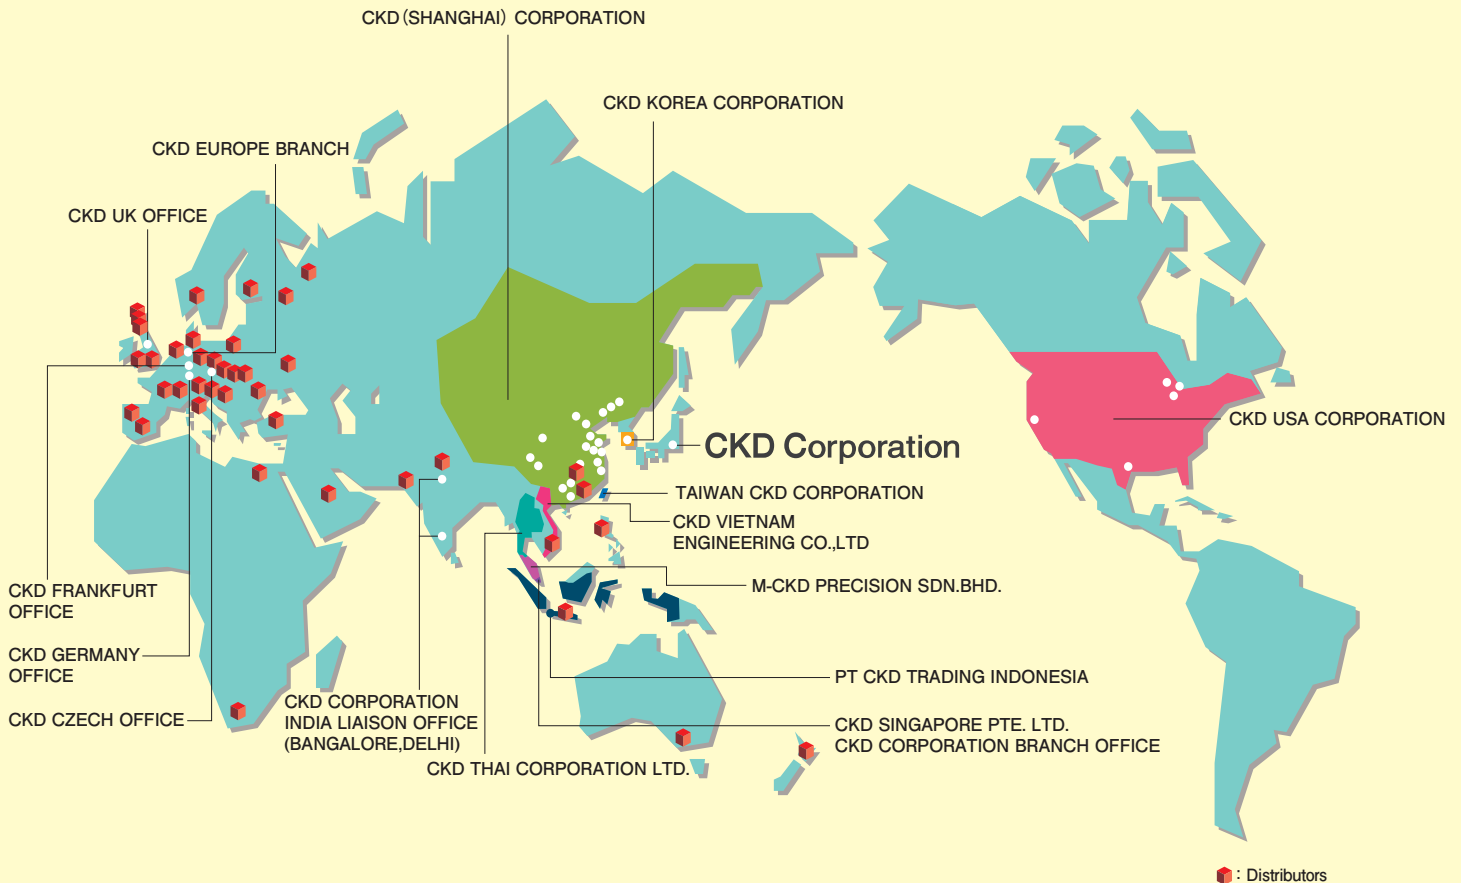 CKD(SHANGHAI) CORPORATION
CKD KOREA CORPORATION
CKD EUROPE BRANCH
CKD UK OFFICE
CKD USA CORPORATION
CKD Corporation
TAIWAN CKD CORPORATION
CKD VIETNAM
ENGINEERING CO.,LTD
M-CKD PRECISION SDN.BHD.
CKD FRANKFURT
OFFICE
CKD GERMANY
OFFICE
CKD CZECH OFFICE
CKD CORPORATION
INDIA LIAISON OFFICE
(BANGALORE,DELHI)
CKD THAI CORPORATION LTD.
PT CKD TRADING INDONESIA
CKD SINGAPORE PTE. LTD.
CKD CORPORATION BRANCH OFFICE
: Distributors